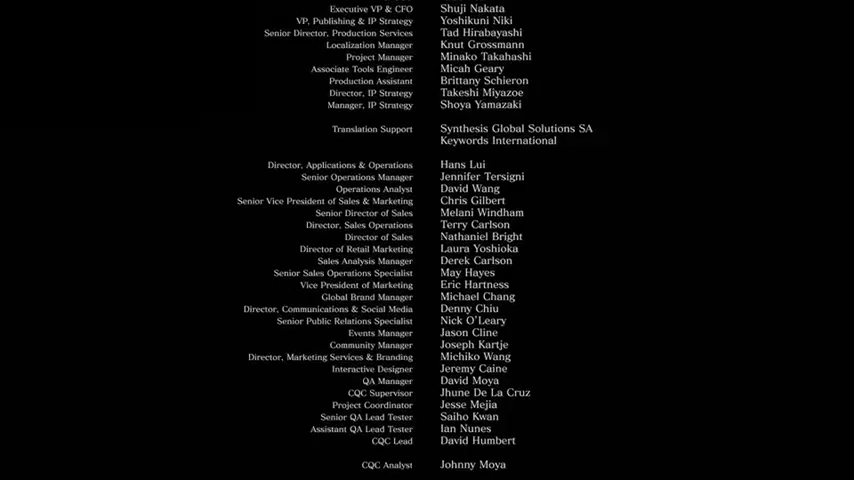 Executive VP & CFO Shuji Nakata
VP, Publishing & IP Strategy Yoshikuni Niki
Senior Director, Production Services Tad Hirabayashi
Localization Manager Knut Grossmann
Project Manager Minako Takahashi
Associate Tools Engineer Micah Geary
Production Assistant Brittany Schieron
Director, IP Strategy Takeshi Miyazoe
Manager, IP Strategy Shoya Yamazaki
Translation Support Synthesis Global Solutions SA
Keywords International
Director, Applications & Operations Hans Lui
Senior Operations Manager Jennifer Tersigni
Operations Analyst David Wang
Senior Vice President of Sales & Marketing Chris Gilbert
Senior Director of Sales Melani Windham
Director, Sales Operations Terry Carlson
Director of Sales Nathaniel Bright
Director of Retail Marketing Laura Yoshioka
Sales Analysis Manager Derek Carlson
Senior Sales Operations Specialist May Hayes
Vice President of Marketing Eric Hartness
Global Brand Manager Michael Chang
Director, Communications & Social Media Denny Chiu
Senior Public Relations Specialist Nick O'Leary
Events Manager Jason Cline
Community Manager Joseph Kartje
Director, Marketing Services & Branding Michiko Wang
Interactive Designer Jeremy Caine
QA Manager David Moya
CQC Supervisor Jhune De La Cruz
Project Coordinator Jesse Mejia
Senior QA Lead Tester Saiho Kwan
Assistant QA Lead Tester Ian Nunes
CQC Lead David Humbert
CQC Analyst Johnny Moya